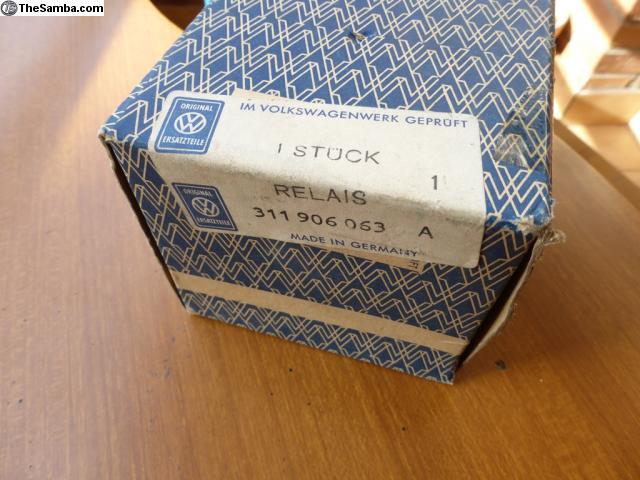 TheSamba.com
IM VOLKSWAGENWERK GEPRÜFT
ORIGINAL
VW
ERSATZTEILE
1 STÜCK
1
ORIGINAL
VW
ERSATZTEILE
RELAIS
311 906 063 A
MADE IN GERMANY